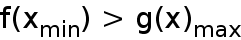 f(x_min) > g(x)_max